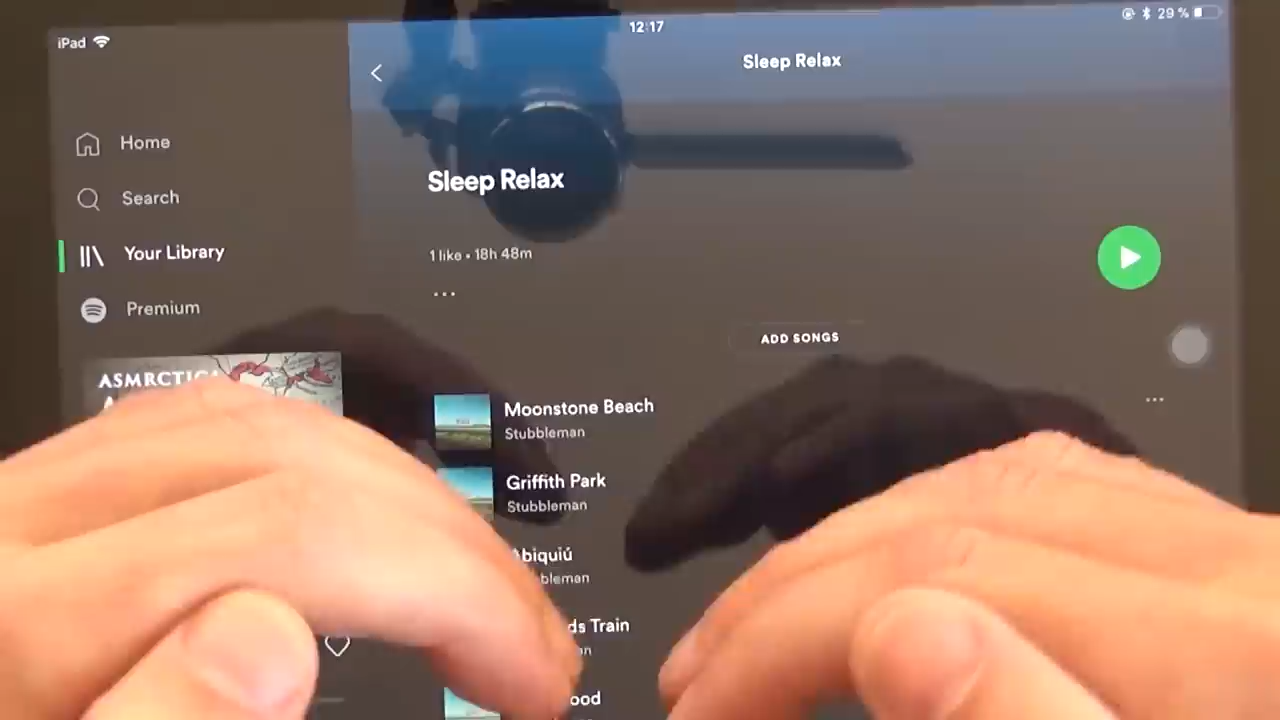 iPad
12:17
29 %
Sleep Relax
Home
Search
Your Library
Premium
Sleep Relax
1 like • 18h 48m
ADD SONGS
Moonstone Beach
Stubbleman
Griffith Park
Stubbleman
Train